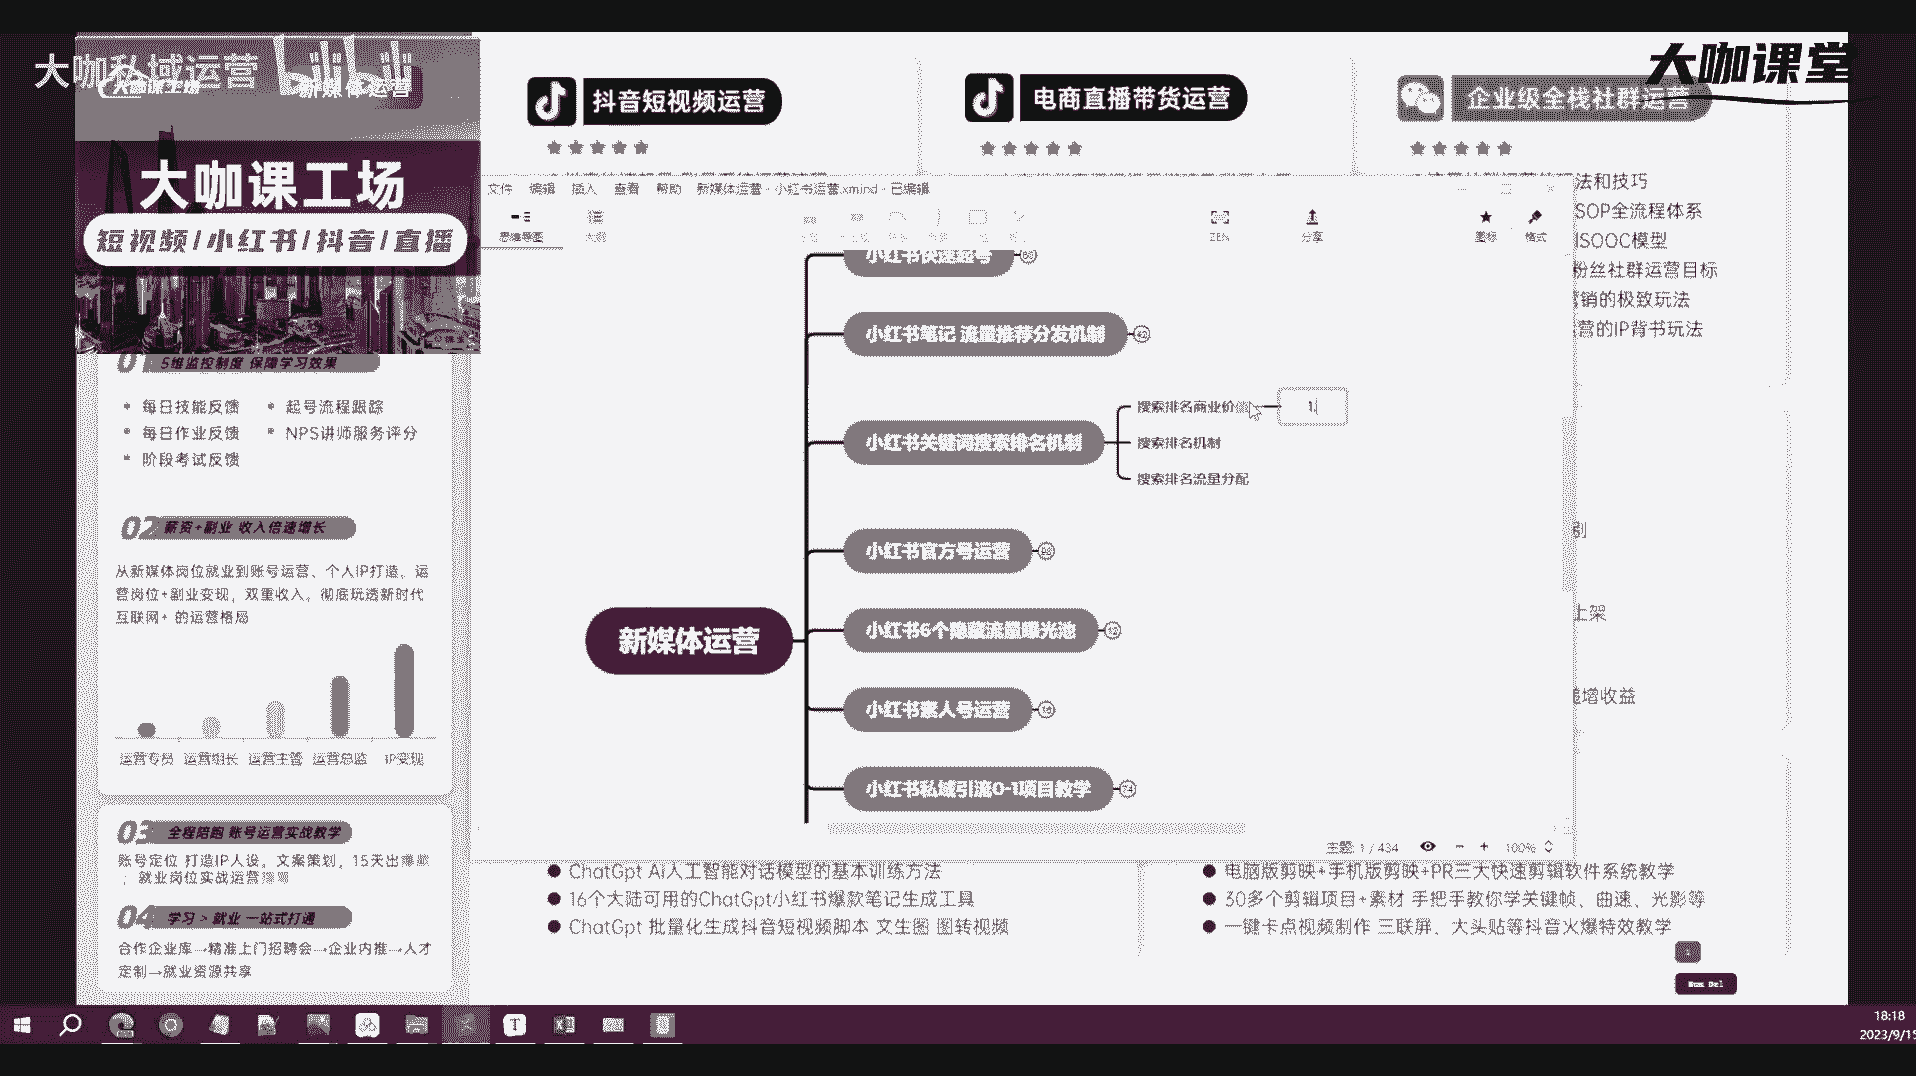 大咖私域运营
bilibili
新媒体运营
大咖课工场
短视频/小红书/抖音/直播
01 5维监控制度 保障学习效果
每日技能反馈
起号流程跟踪
每日作业反馈
NPS讲师服务评分
阶段考试反馈
02 薪资+副业 收入倍速增长
从新媒体岗位就业到账号运营、个人IP打造，运
营岗位+副业变现，双重收入，彻底玩透新时代
互联网+ 的运营格局
运营专员 运营组长 运营主管 运营总监 IP变现
03 全程陪跑 账号运营实战教学
账号定位 打造IP人设，文案策划，15天出爆款
；就业岗位实战运营
04 学习 > 就业 一站式打通
合作企业库→精准上门招聘会→企业内推→人才
定制→就业资源共享
抖音短视频运营
电商直播带货运营
企业级全栈社群运营
大咖课堂
法和技巧
SOP全流程体系
ISOOC模型
粉丝社群运营目标
营销的极致玩法
营的IP背书玩法
文件 编辑 插入 查看 帮助 新媒体运营 - 小红书运营.xmind - 已编辑
思维导图 大纲
ZEN
分享
图标
格式
小红书快速起号
小红书笔记 流量推荐分发机制 42
小红书关键词搜索排名机制
搜索排名商业价值
1.
搜索排名机制
搜索排名流量分配
小红书官方号运营
新媒体运营
小红书6个隐藏流量曝光池 12
小红书素人号运营
小红书私域引流0-1项目教学 74
主题: 1 / 434
100%
别
上架
递增收益
ChatGpt AI人工智能对话模型的基本训练方法
16个大陆可用的ChatGpt小红书爆款笔记生成工具
ChatGpt 批量化生成抖音短视频脚本 文生图 图转视频
电脑版剪映+手机版剪映+PR三大快速剪辑软件系统教学
30多个剪辑项目+素材 手把手教你学关键帧、曲速、光影等
一键卡点视频制作 三联屏、大头贴等抖音火爆特效教学
1
Num Del
18:18
2023/9/15